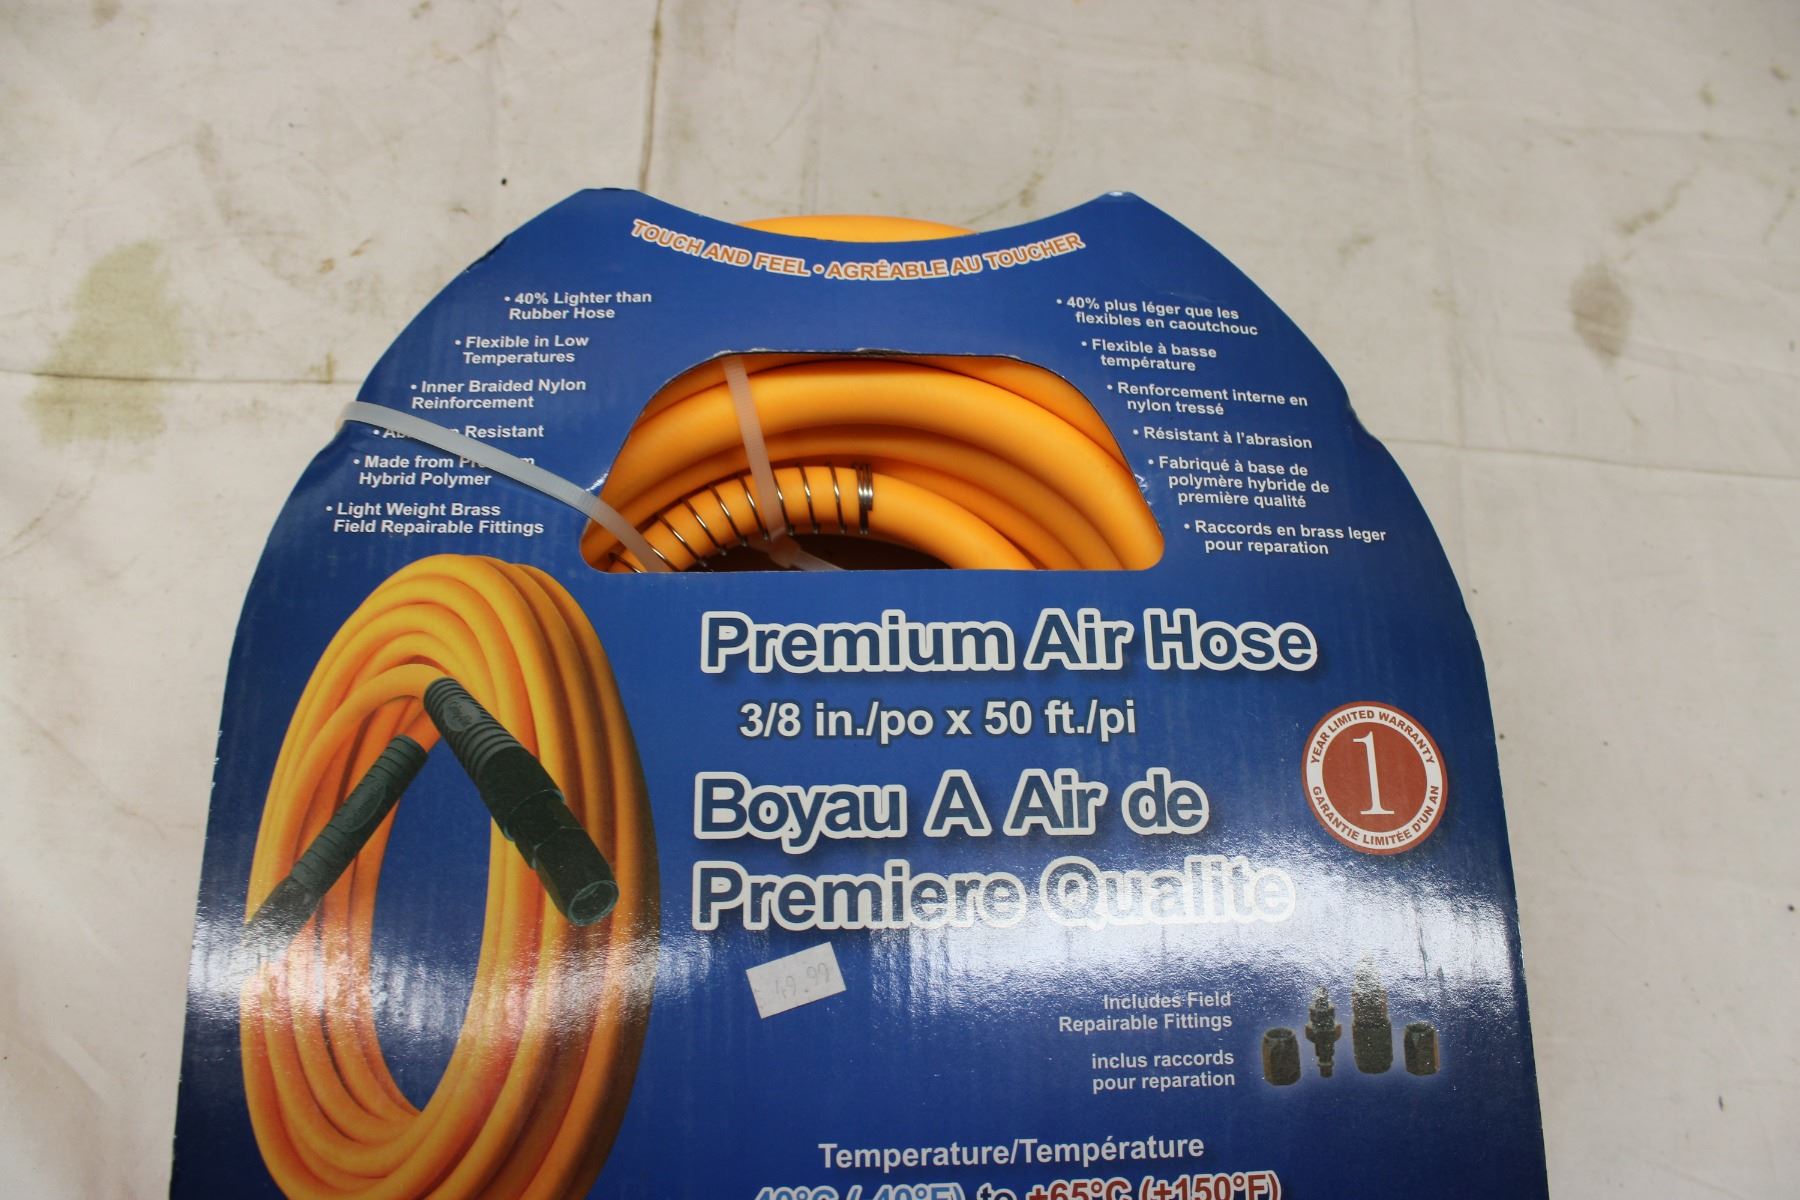 TOUCH AND FEEL • AGRÉABLE AU TOUCHER
• 40% Lighter than
Rubber Hose
• Flexible in Low
Temperatures
• Inner Braided Nylon
Reinforcement
• Resistant
• Made from
Hybrid Polymer
• Light Weight Brass
Field Repairable Fittings
• 40% plus léger que les
flexibles en caoutchouc
• Flexible à basse
température
• Renforcement interne en
nylon tressé
• Résistant à l'abrasion
• Fabriqué à base de
polymère hybride de
première qualité
• Raccords en brass leger
pour reparation
Premium Air Hose
3/8 in./po x 50 ft./pi
Boyau A Air de
Premiere Qualite
YEAR LIMITED WARRANTY
1
GARANTIE LIMITÉE D'UN AN
Includes Field
Repairable Fittings
inclus raccords
pour reparation
Temperature/Température
-40°C (-40°F) to +65°C (+150°F)